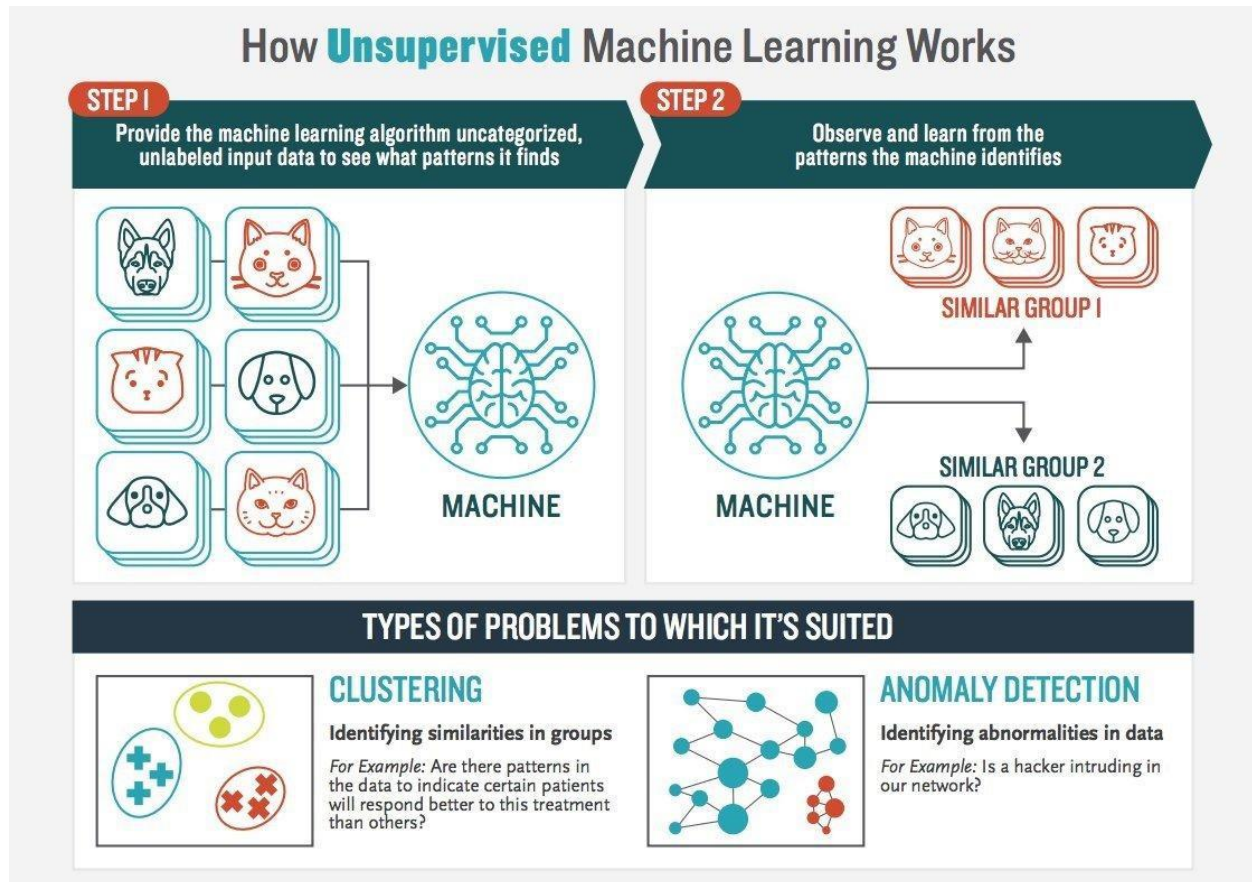 How Unsupervised Machine Learning Works
STEP 1
Provide the machine learning algorithm uncategorized,
unlabeled input data to see what patterns it finds
STEP 2
Observe and learn from the
patterns the machine identifies
MACHINE
MACHINE
SIMILAR GROUP 1
SIMILAR GROUP 2
TYPES OF PROBLEMS TO WHICH IT'S SUITED
CLUSTERING
Identifying similarities in groups
For Example: Are there patterns in
the data to indicate certain patients
will respond better to this treatment
than others?
ANOMALY DETECTION
Identifying abnormalities in data
For Example: Is a hacker intruding in
our network?